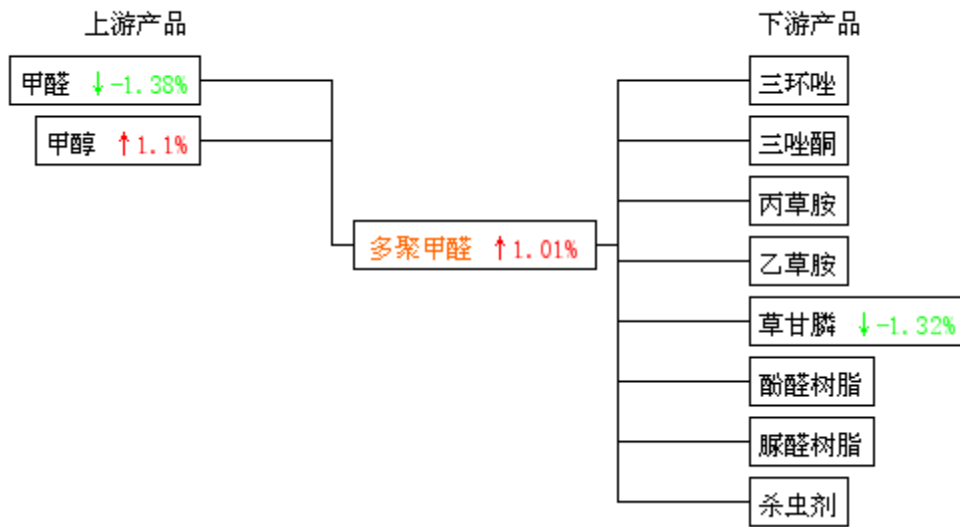 上游产品
下游产品
甲醛 ↓-1.38%
甲醇 ↑1.1%
多聚甲醛 ↑1.01%
三环唑
三唑酮
丙草胺
乙草胺
草甘膦 ↓-1.32%
酚醛树脂
脲醛树脂
杀虫剂